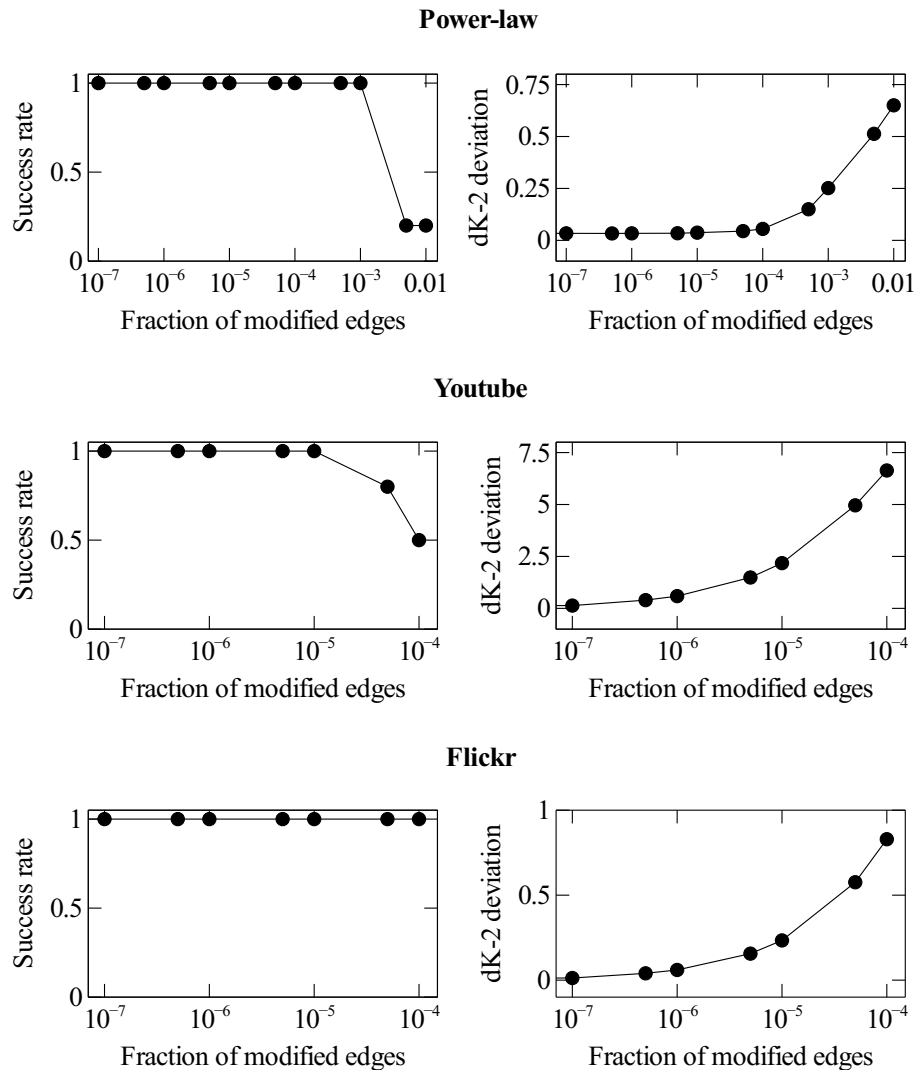 Power-law
1
0.5
0
Success rate
10⁻⁷ 10⁻⁶ 10⁻⁵ 10⁻⁴ 10⁻³ 0.01
Fraction of modified edges
0.75
0.5
0.25
0
dK-2 deviation
10⁻⁷ 10⁻⁶ 10⁻⁵ 10⁻⁴ 10⁻³ 0.01
Fraction of modified edges
Youtube
1
0.5
0
Success rate
10⁻⁷ 10⁻⁶ 10⁻⁵ 10⁻⁴
Fraction of modified edges
7.5
5
2.5
0
dK-2 deviation
10⁻⁷ 10⁻⁶ 10⁻⁵ 10⁻⁴
Fraction of modified edges
Flickr
1
0.5
0
Success rate
10⁻⁷ 10⁻⁶ 10⁻⁵ 10⁻⁴
Fraction of modified edges
1
0.5
0
dK-2 deviation
10⁻⁷ 10⁻⁶ 10⁻⁵ 10⁻⁴
Fraction of modified edges